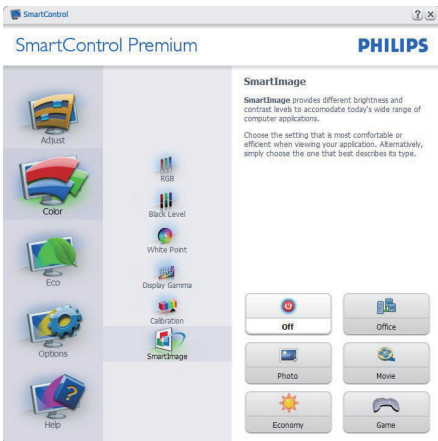 SmartControl
SmartControl Premium
PHILIPS
Adjust
Color
Eco
Options
Help
RGB
Black Level
White Point
Display Gamma
Calibration
SmartImage
SmartImage
SmartImage provides different brightness and
contrast levels to accomodate today's wide range of
computer applications.
Choose the setting that is most comfortable or
efficient when viewing your application. Alternatively,
simply choose the one that best describes its type.
Off
Office
Photo
Movie
Economy
Game